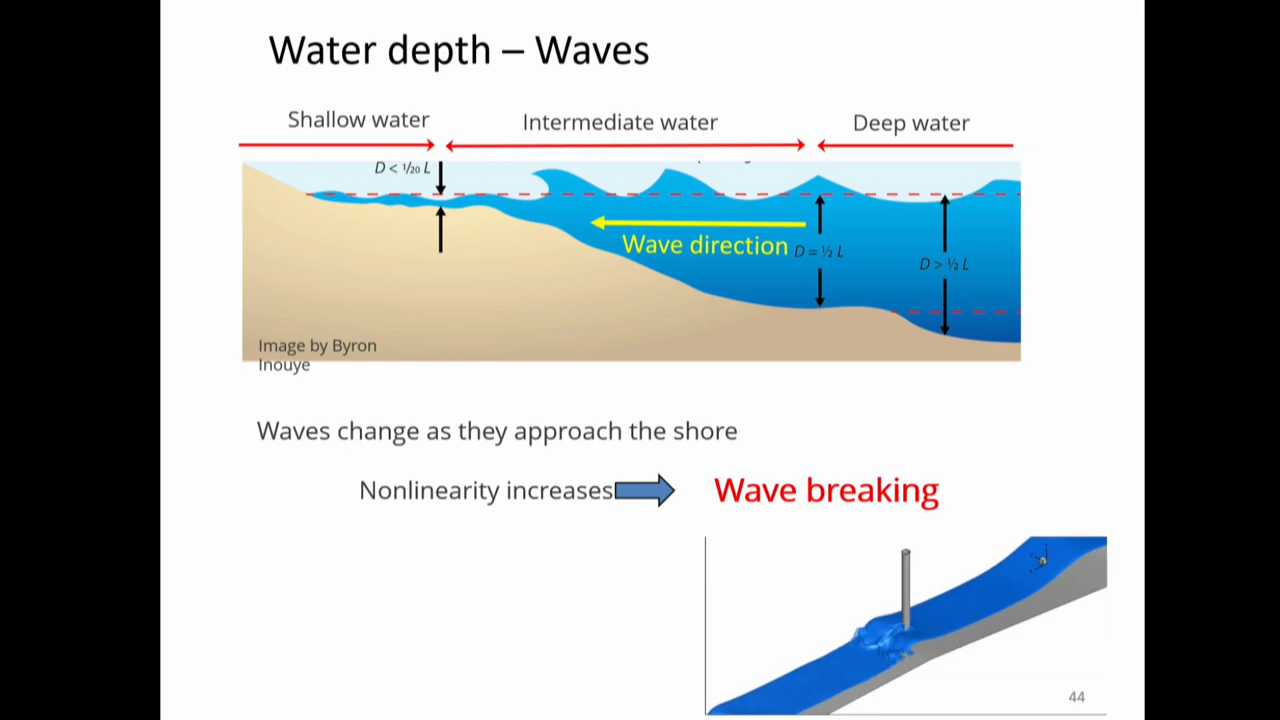 Water depth – Waves
Shallow water
Intermediate water
Deep water
D < 1/20 L
Wave direction
D = ½ L
D > ½ L
Image by Byron
Inouye
Waves change as they approach the shore
Nonlinearity increases
Wave breaking
44